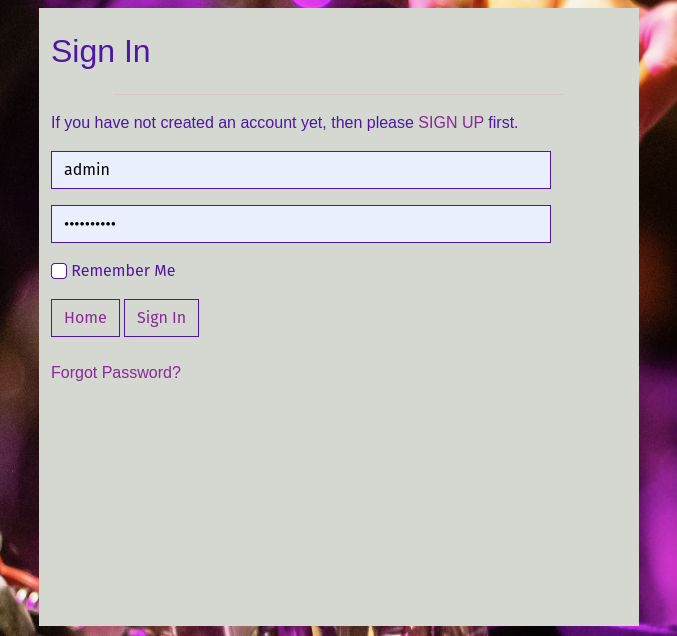 Sign In
If you have not created an account yet, then please SIGN UP first.
admin
••••••••••
Remember Me
Home Sign In
Forgot Password?